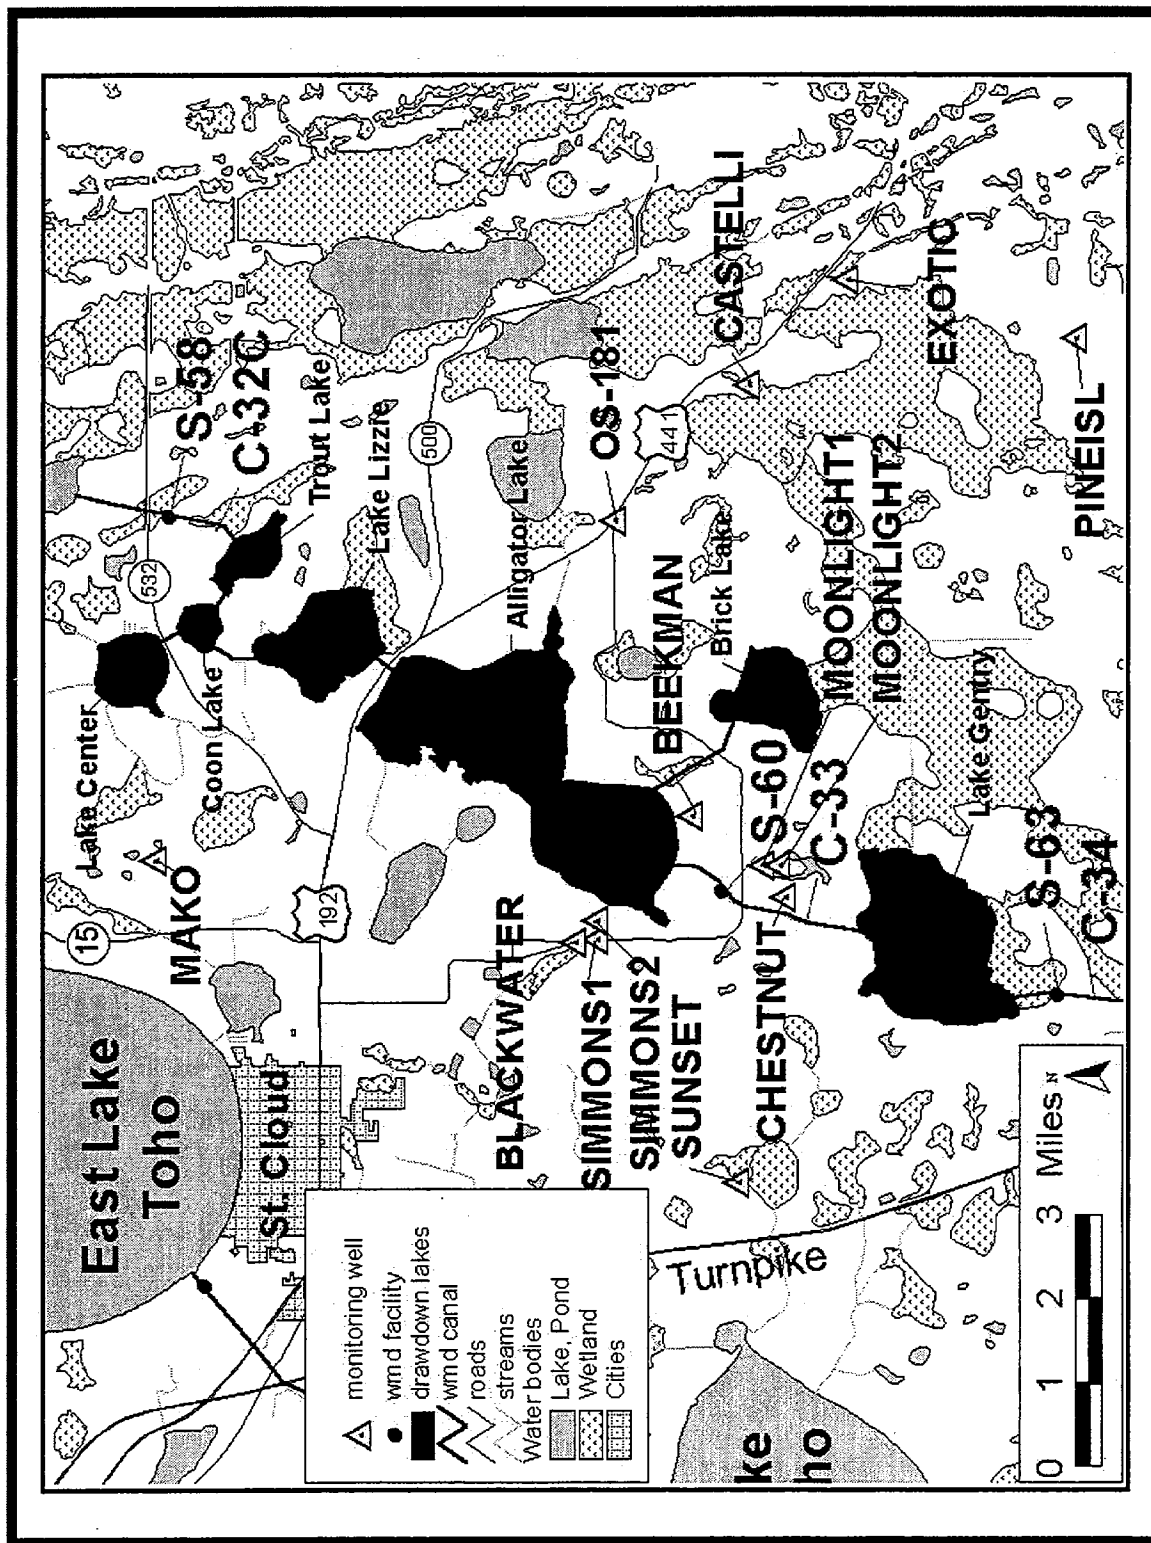 East Lake
Toho
St. Cloud
15
MAKO
Lake Center
Coon Lake
532
S-58
C-32C
Trout Lake
Lake Lizzie
500
192
Alligator Lake
BLACKWATER
SIMMONS1
SIMMONS2
SUNSET
CHESTNUT
OS-181
441
CASTELLI
EXOTIC
BEEKMAN
Brick Lake
MOONLIGHT1
MOONLIGHT2
S-60
C-33
Lake Gentry
S-63
C-34
PINEISL
Turnpike
ke
ho
monitoring well
wmd facility
drawdown lakes
wmd canal
roads
streams
Water bodies
Lake, Pond
Wetland
Cities
0 1 2 3 Miles
N